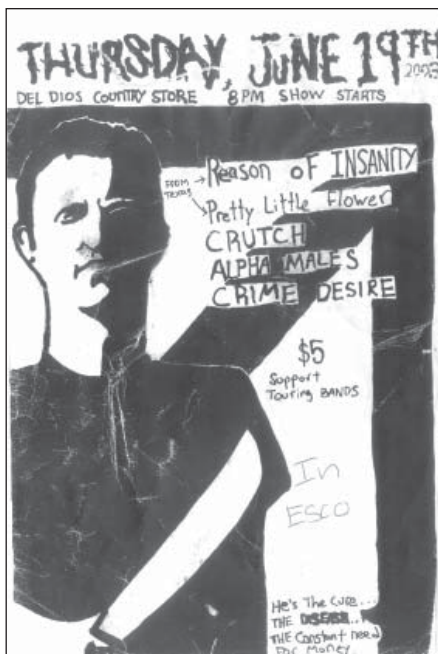 THURSDAY, JUNE 19TH
2003
DEL DIOS COUNTRY STORE 8PM SHOW STARTS
FROM TEXAS
Reason oF INSANITY
Pretty Little Flower
CRUTCH
ALPHA MALES
CRIME DESIRE
$5
Support
Touring BANDS
In
ESCO
He's The Cure...
THE DISEASE...
THE Constant need
For Money